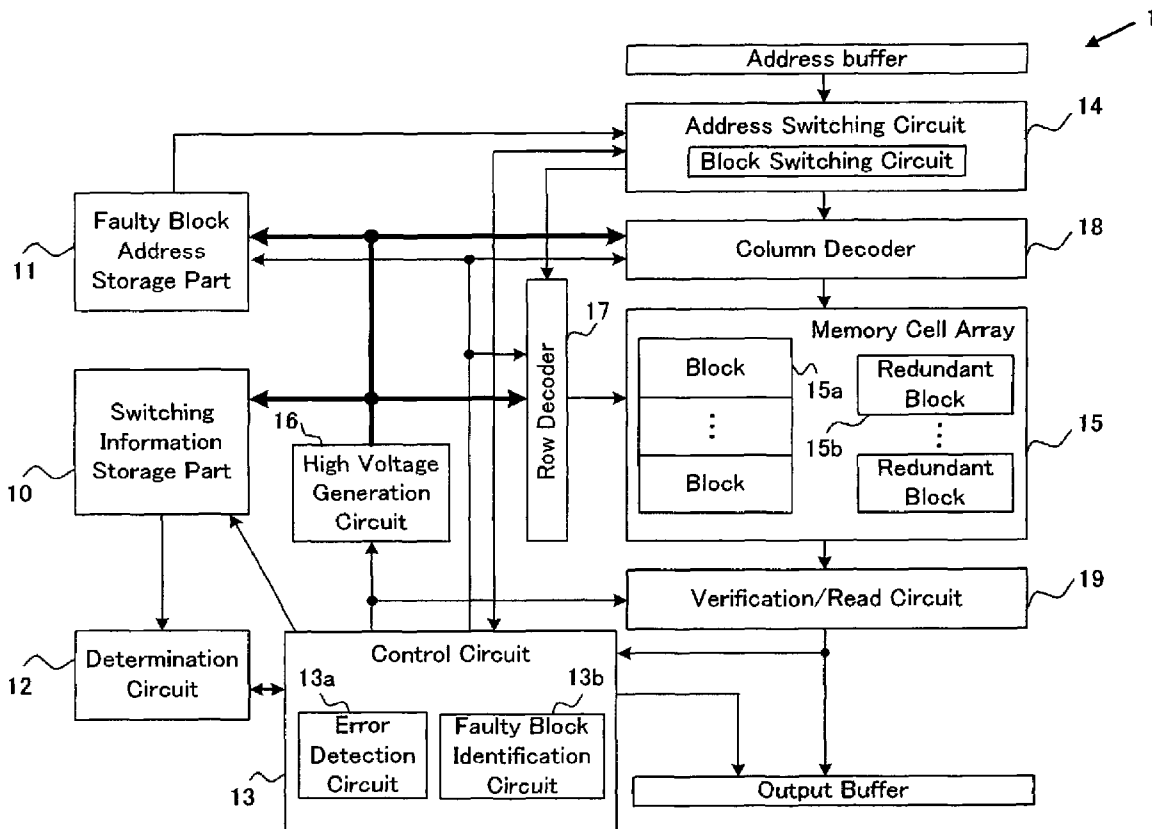 1
Address buffer
Address Switching Circuit
14
Block Switching Circuit
Faulty Block
Address
Storage Part
11
Column Decoder
18
17
Row Decoder
Memory Cell Array
Block
15a
Redundant
Block
15b
⋮
⋮
15
Block
Redundant
Block
Switching
Information
Storage Part
10
16
High Voltage
Generation
Circuit
Verification/Read Circuit
19
Determination
Circuit
12
Control Circuit
13a
13b
Error
Detection
Circuit
Faulty Block
Identification
Circuit
13
Output Buffer